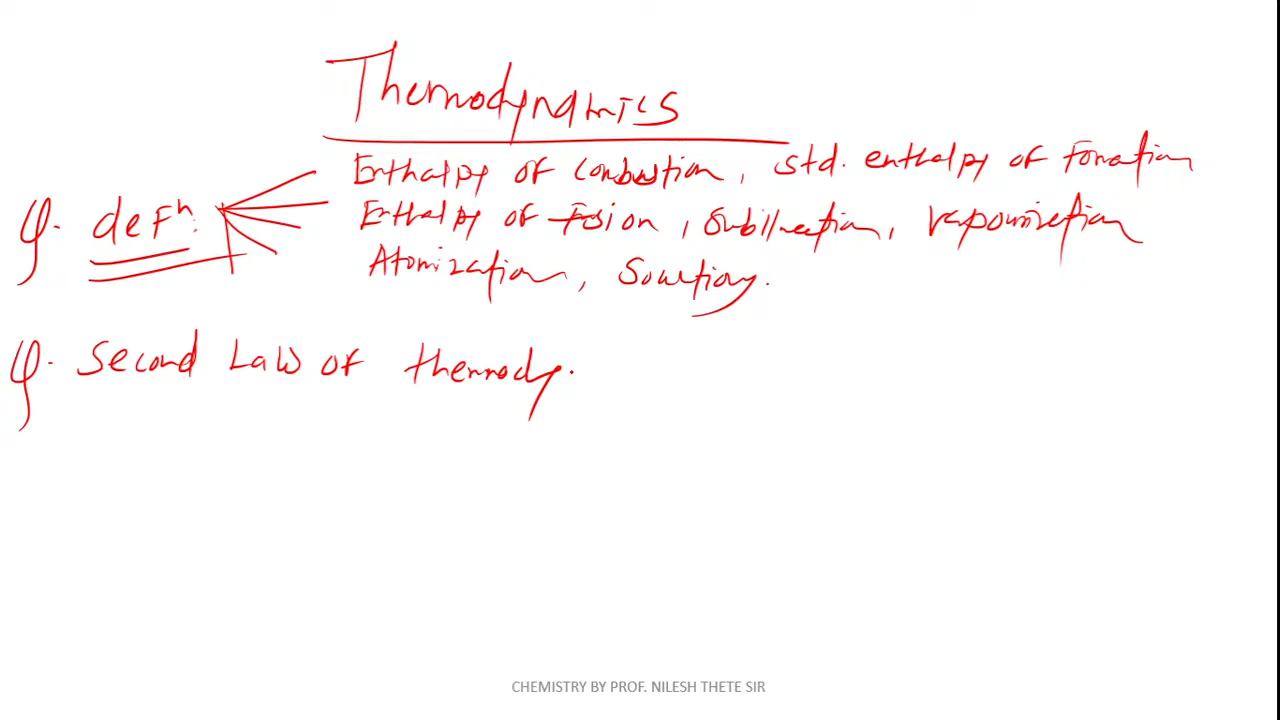 Thermodynamics
Enthalpy of combustion, std. enthalpy of Formation
Q. deFⁿ: Enthalpy of Fusion, Sublimation, vapourization
Atomization, Solution.
Q. Second Law of thermody.
CHEMISTRY BY PROF. NILESH THETE SIR